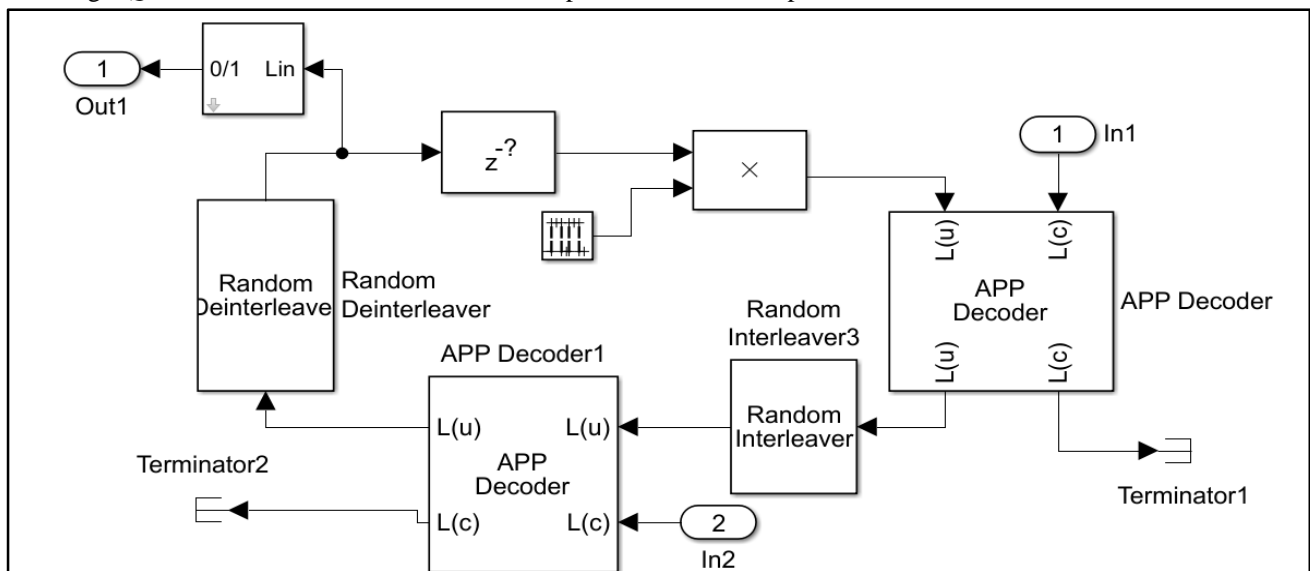 1
Out1
0/1 Lin
z-?
×
1
In1
L(u) L(c)
APP
Decoder
L(u) L(c)
APP Decoder
Random
Deinterleave
Random
Deinterleaver
Random
Interleaver3
Random
Interleaver
APP Decoder1
L(u) L(u)
APP
Decoder
L(c) L(c)
2
In2
Terminator2
Terminator1